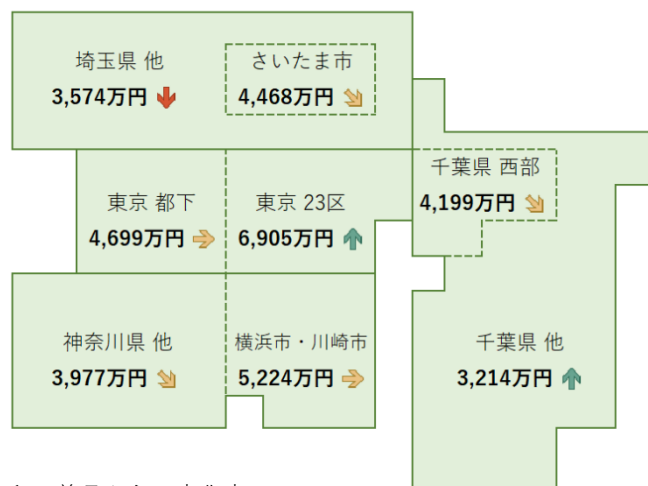 埼玉県 他
3,574万円
さいたま市
4,468万円
千葉県 西部
4,199万円
東京 都下
4,699万円
東京 23区
6,905万円
神奈川県 他
3,977万円
横浜市・川崎市
5,224万円
千葉県 他
3,214万円